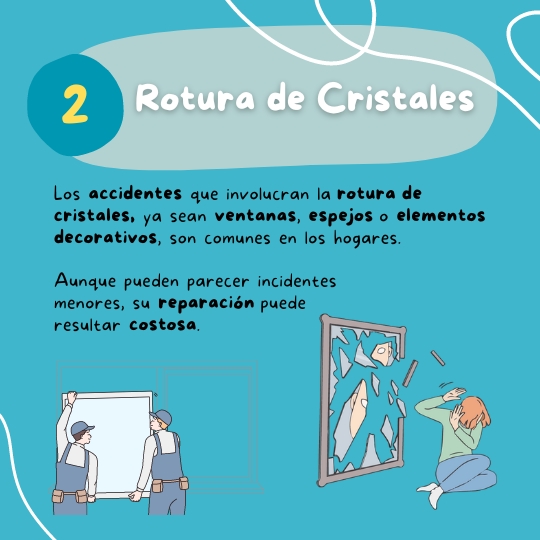 2
Rotura de Cristales
Los accidentes que involucran la rotura de
cristales, ya sean ventanas, espejos o elementos
decorativos, son comunes en los hogares.
Aunque pueden parecer incidentes
menores, su reparación puede
resultar costosa.